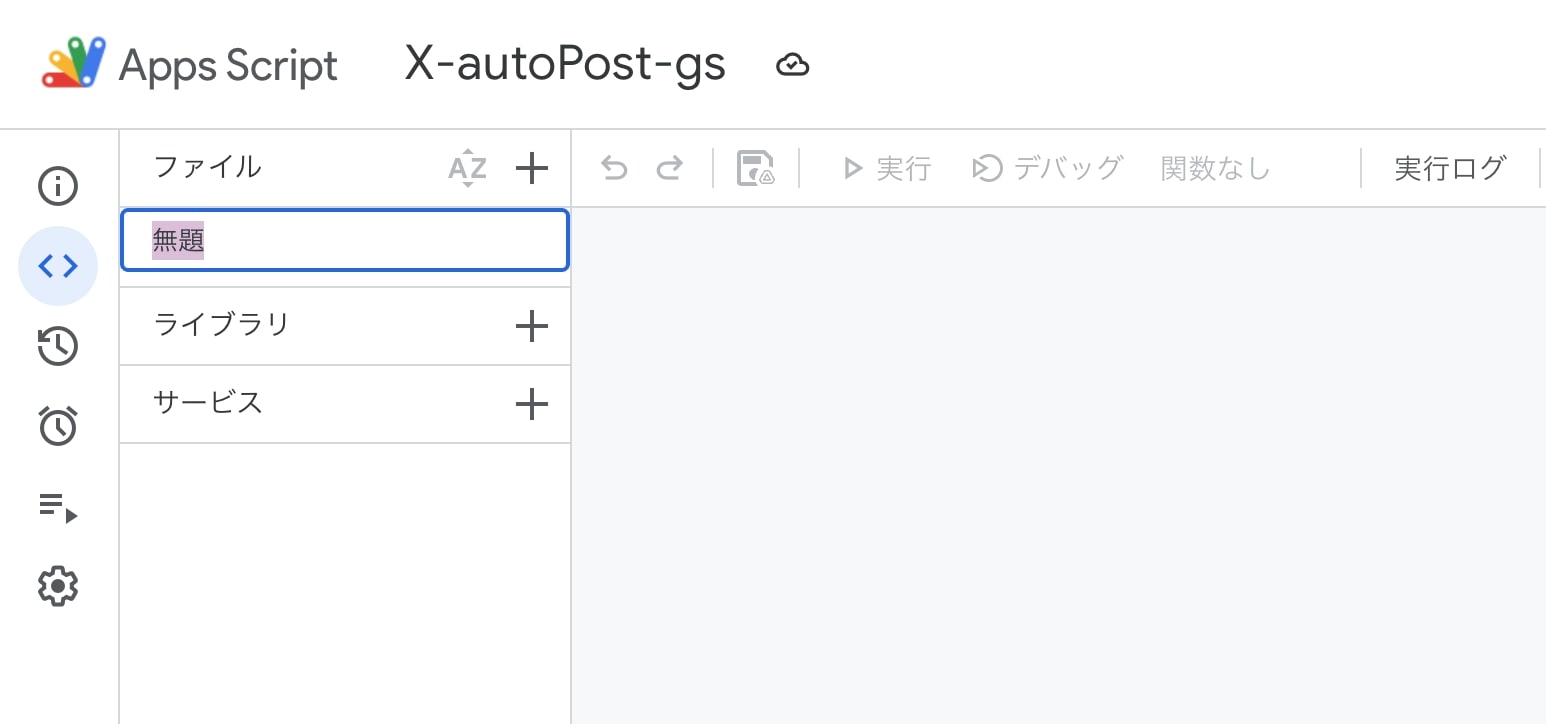 Apps Script X-autoPost-gs
ファイル AZ
実行 デバッグ 関数なし 実行ログ
無題
ライブラリ
サービス